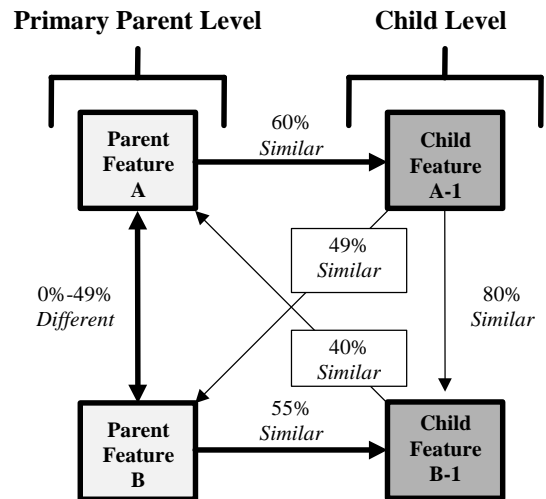 Primary Parent Level
Child Level
Parent
Feature
A
60%
Similar
Child
Feature
A-1
49%
Similar
0%-49%
Different
80%
Similar
40%
Similar
Parent
Feature
B
55%
Similar
Child
Feature
B-1